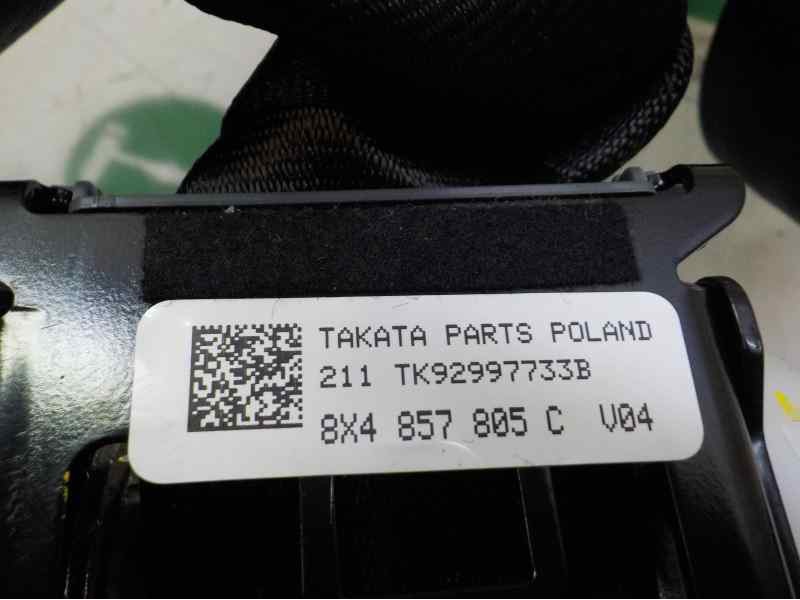 TAKATA PARTS POLAND
211 TK92997733B
8X4 857 805 C V04